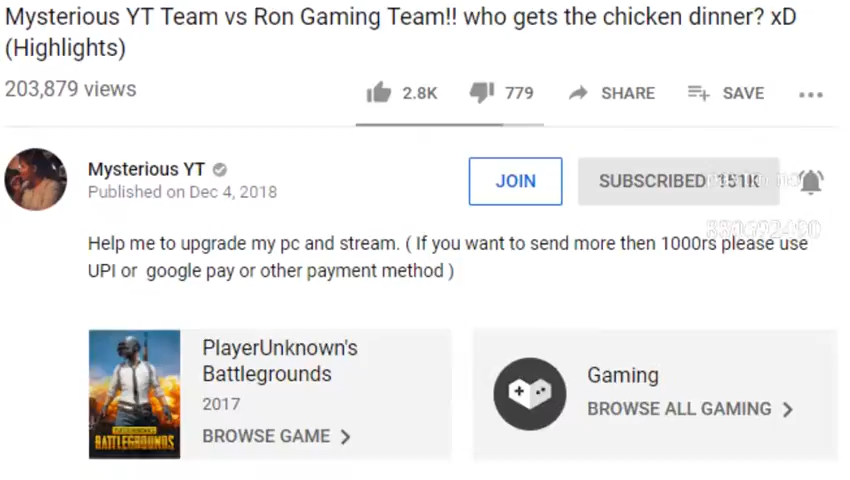 Mysterious YT Team vs Ron Gaming Team!! who gets the chicken dinner? xD
(Highlights)
203,879 views
2.8K 779 SHARE SAVE
Mysterious YT
Published on Dec 4, 2018
JOIN
SUBSCRIBED 151K
Help me to upgrade my pc and stream. ( If you want to send more then 1000rs please use
UPI or google pay or other payment method )
PlayerUnknown's
Battlegrounds
2017
BROWSE GAME
BATTLEGROUNDS
Gaming
BROWSE ALL GAMING